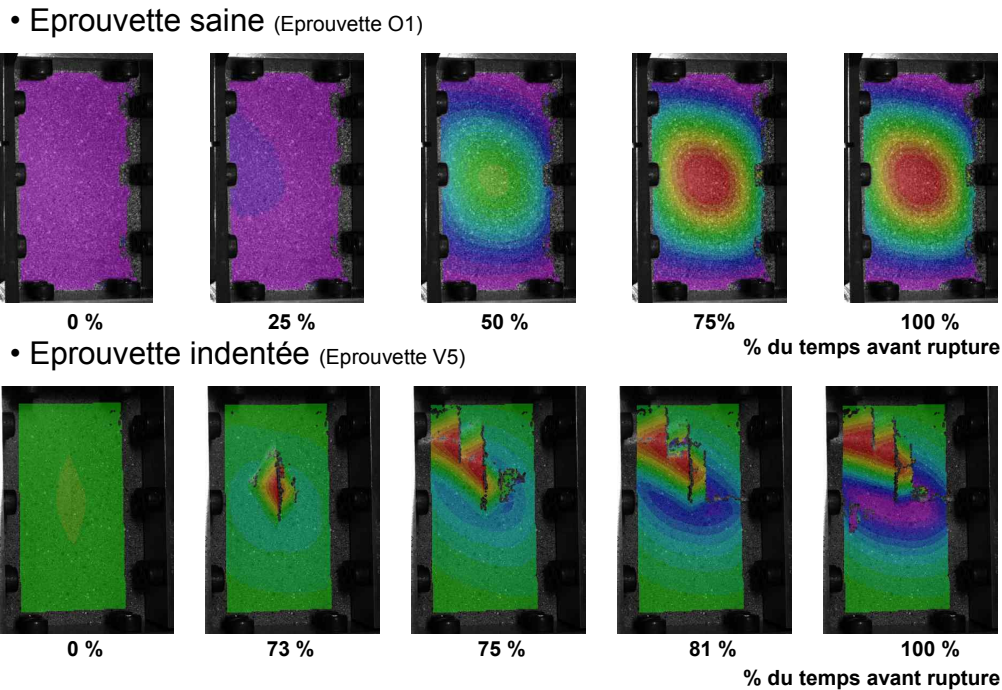 • Eprouvette saine (Eprouvette O1)
0 % 25 % 50 % 75% 100 %
% du temps avant rupture
• Eprouvette indentée (Eprouvette V5)
0 % 73 % 75 % 81 % 100 %
% du temps avant rupture